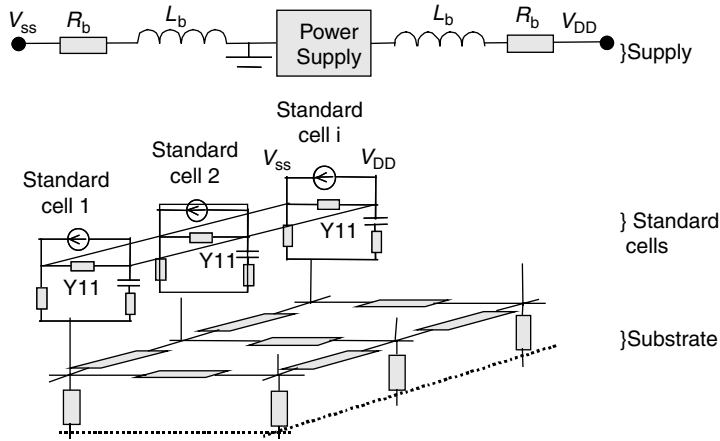 Vss Rb Lb Power Supply Lb Rb VDD }Supply
Standard cell i
Vss VDD
Standard cell 2
Standard cell 1
Y11
Y11
Y11
} Standard cells
}Substrate